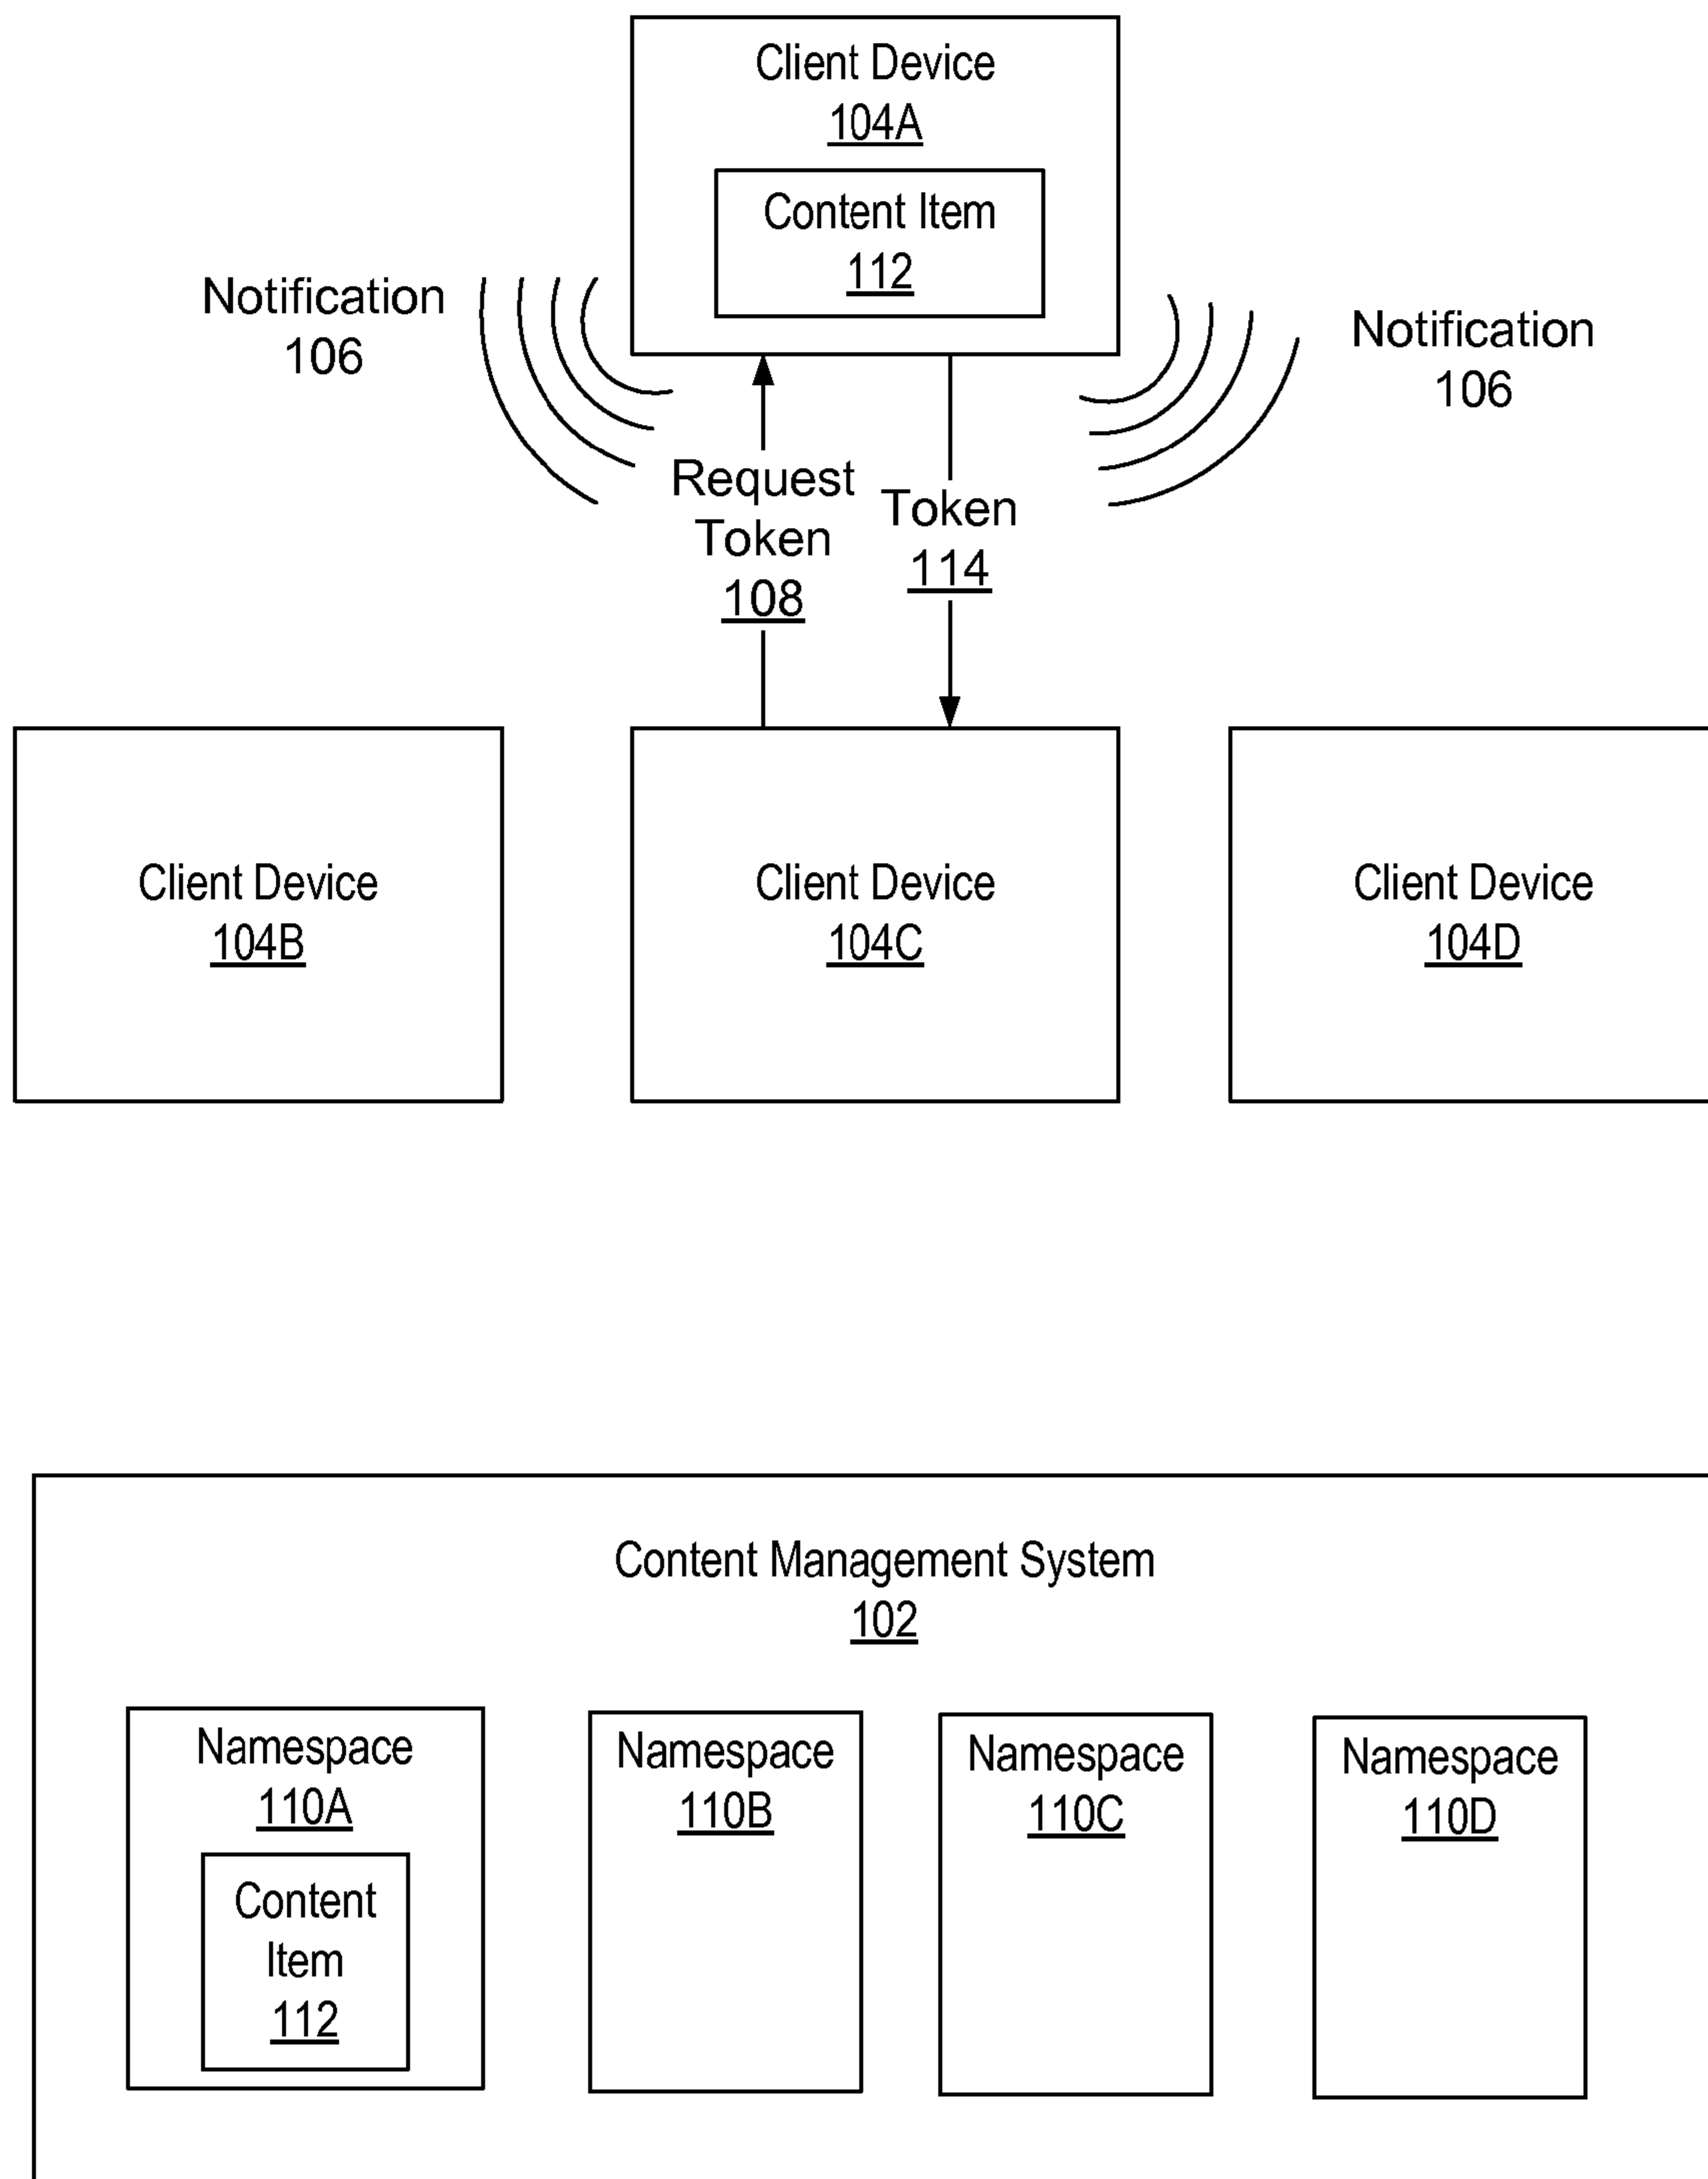 Client Device
104A
Content Item
112
Notification
106
Notification
106
Request
Token
108
Token
114
Client Device
104B
Client Device
104C
Client Device
104D
Content Management System
102
Namespace
110A
Content
Item
112
Namespace
110B
Namespace
110C
Namespace
110D